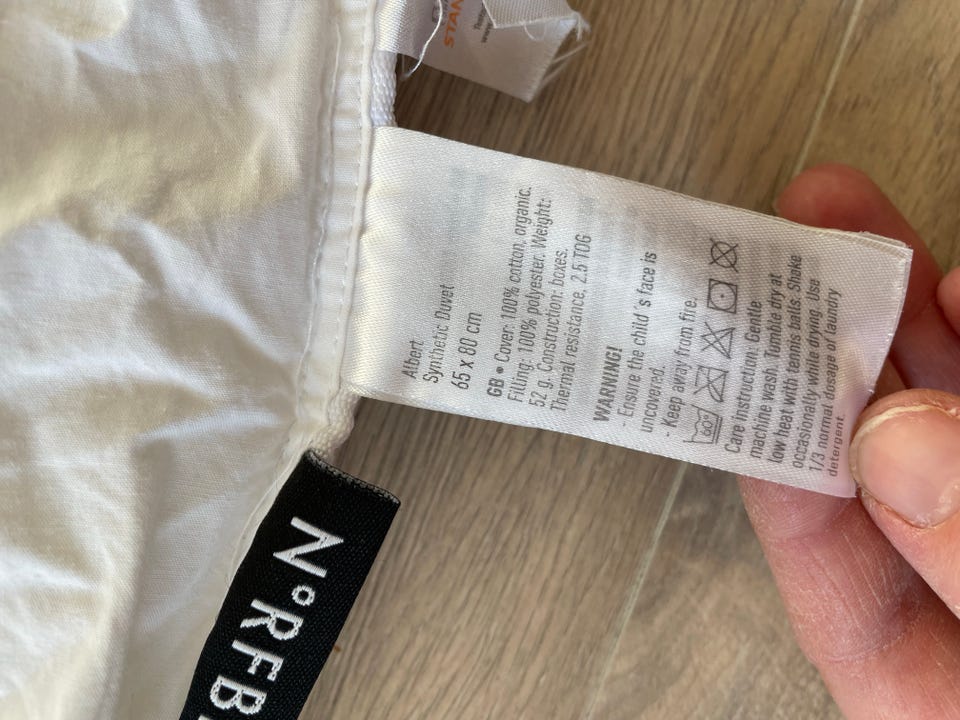 STAN
Albert
Synthetic Duvet
65 x 80 cm
GB • Cover: 100% cotton, organic.
Filling: 100% polyester. Weight:
52 g. Construction: boxes.
Thermal resistance, 2.5 TOG
WARNING!
- Ensure the child´s face is
uncovered.
- Keep away from fire.
60
Care instruction: Gentle
machine wash. Tumble dry at
low heat with tennis balls. Shake
occasionally while drying. Use
1/3 normal dosage of laundry
detergent.
NºRFB